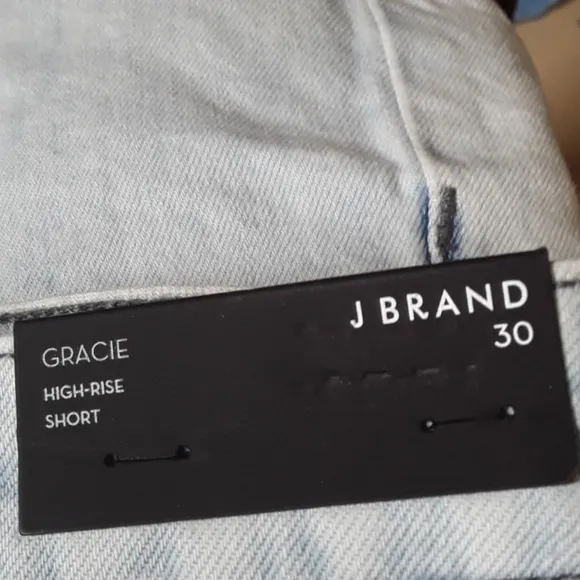 J BRAND
30
GRACIE
HIGH-RISE
SHORT